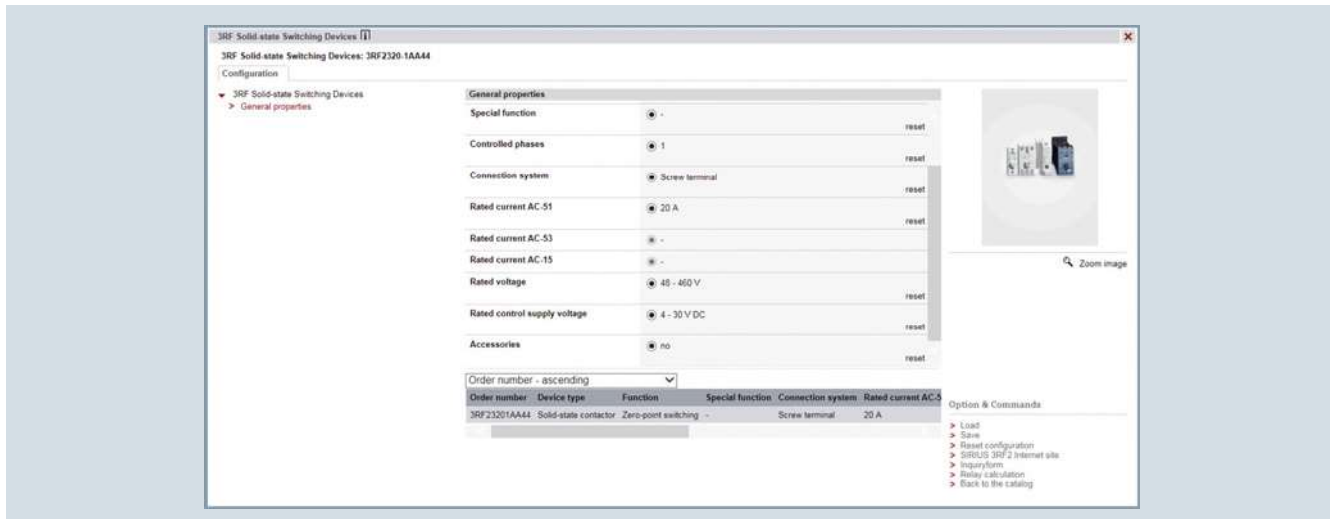 3RF Solid-state Switching Devices
3RF Solid-state Switching Devices: 3RF2320-1AA44
Configuration
3RF Solid-state Switching Devices
> General properties
General properties
Special function -
reset
Controlled phases 1
reset
Connection system Screw terminal
reset
Rated current AC-51 20 A
reset
Rated current AC-53 -
Rated current AC-15 -
Rated voltage 48 - 460 V
reset
Rated control supply voltage 4 - 30 V DC
reset
Accessories no
reset
Zoom image
Order number - ascending
Order number Device type Function Special function Connection system Rated current AC-5
3RF23201AA44 Solid-state contactor Zero-point switching - Screw terminal 20 A
Option & Commands
> Load
> Save
> Reset configuration
> SIRIUS 3RF2 Internet site
> Inquiryform
> Relay calculation
> Back to the catalog